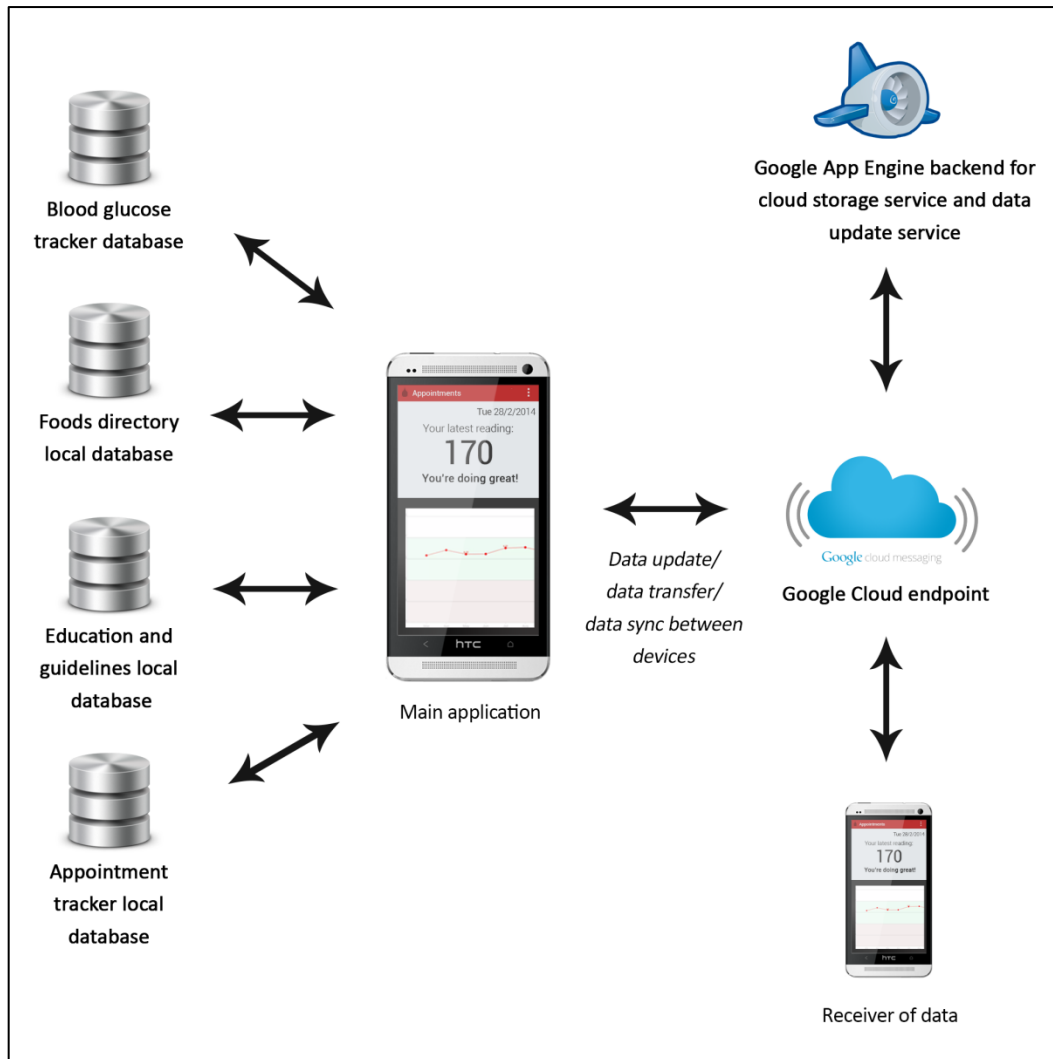 Blood glucose
tracker database
Foods directory
local database
Education and
guidelines local
database
Appointment
tracker local
database
Appointments
Tue 28/2/2014
Your latest reading:
170
You're doing great!
hTC
Main application
Data update/
data transfer/
data sync between
devices
Google App Engine backend for
cloud storage service and data
update service
Google cloud messaging
Google Cloud endpoint
Appointments
Tue 28/2/2014
Your latest reading:
170
You're doing great!
hTC
Receiver of data